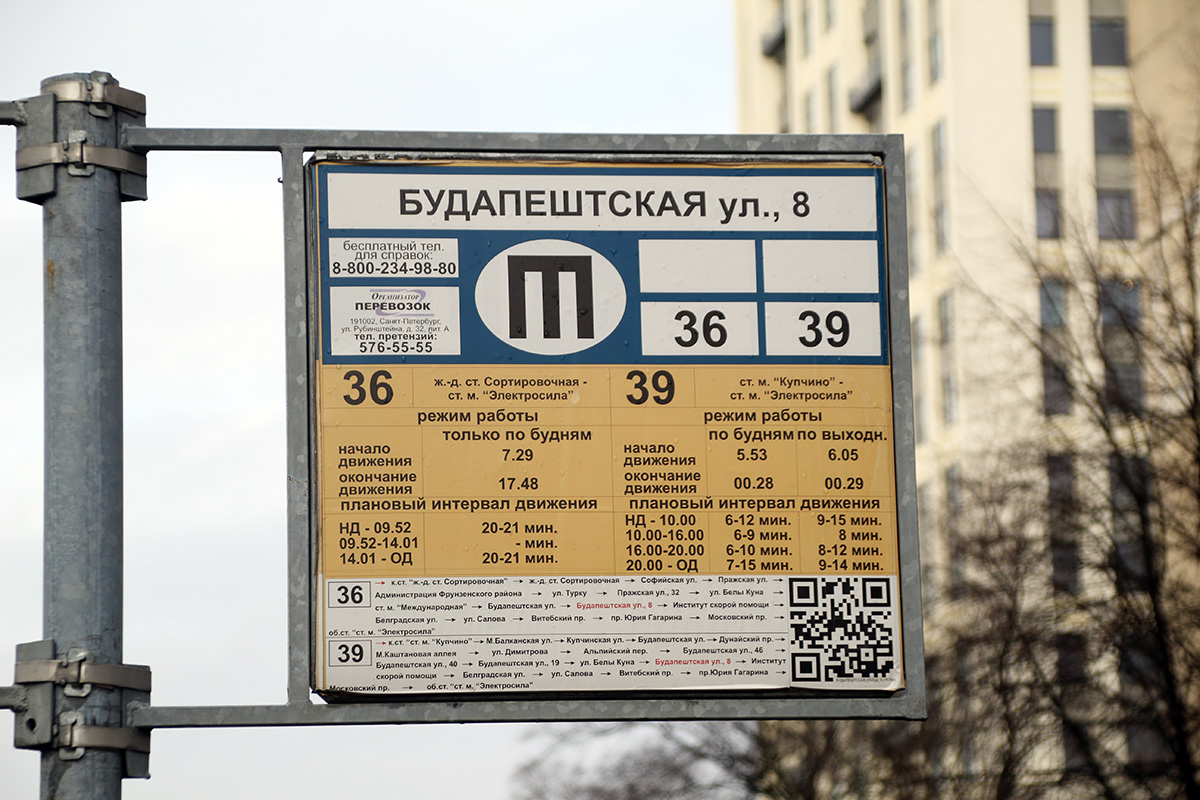 БУДАПЕШТСКАЯ ул., 8
бесплатный тел.
для справок:
8-800-234-98-80
Организатор
ПЕРЕВОЗОК
191002, Санкт-Петербург,
ул. Рубинштейна, д. 32, лит. А
тел. претензий:
576-55-55
Ш
36
39
36 ж.-д. ст. Сортировочная -
ст. м. "Электросила"
режим работы
только по будням
начало
движения 7.29
окончание
движения 17.48
плановый интервал движения
НД - 09.52 20-21 мин.
09.52-14.01 - мин.
14.01 - ОД 20-21 мин.
39 ст. м. "Купчино" -
ст. м. "Электросила"
режим работы
по будням по выходн.
начало
движения 5.53 6.05
окончание
движения 00.28 00.29
плановый интервал движения
НД - 10.00 6-12 мин. 9-15 мин.
10.00-16.00 6-9 мин. 8 мин.
16.00-20.00 6-10 мин. 8-12 мин.
20.00 - ОД 7-15 мин. 9-14 мин.
36 → к.ст. "ж.-д. ст. Сортировочная" → ж.-д. ст. Сортировочная → Софийская ул. → Пражская ул. →
Администрация Фрунзенского района → ул. Турку → Пражская ул., 32 → ул. Белы Куна →
ст. м. "Международная" → Будапештская ул. → Будапештская ул., 8 → Институт скорой помощи →
Белградская ул. → ул. Салова → Витебский пр. → пр. Юрия Гагарина → Московский пр. →
об.ст. "ст. м. "Электросила"
39 → к.ст. "ст. м. "Купчино" → М.Балканская ул. → Купчинская ул. → Будапештская ул. → Дунайский пр. →
М.Каштановая аллея → ул. Димитрова → Альпийский пер. → Будапештская ул., 46 →
Будапештская ул., 40 → Будапештская ул., 19 → ул. Белы Куна → Будапештская ул., 8 → Институт
скорой помощи → Белградская ул. → ул. Салова → Витебский пр. → пр.Юрия Гагарина →
Московский пр. → об.ст. "ст. м. "Электросила"